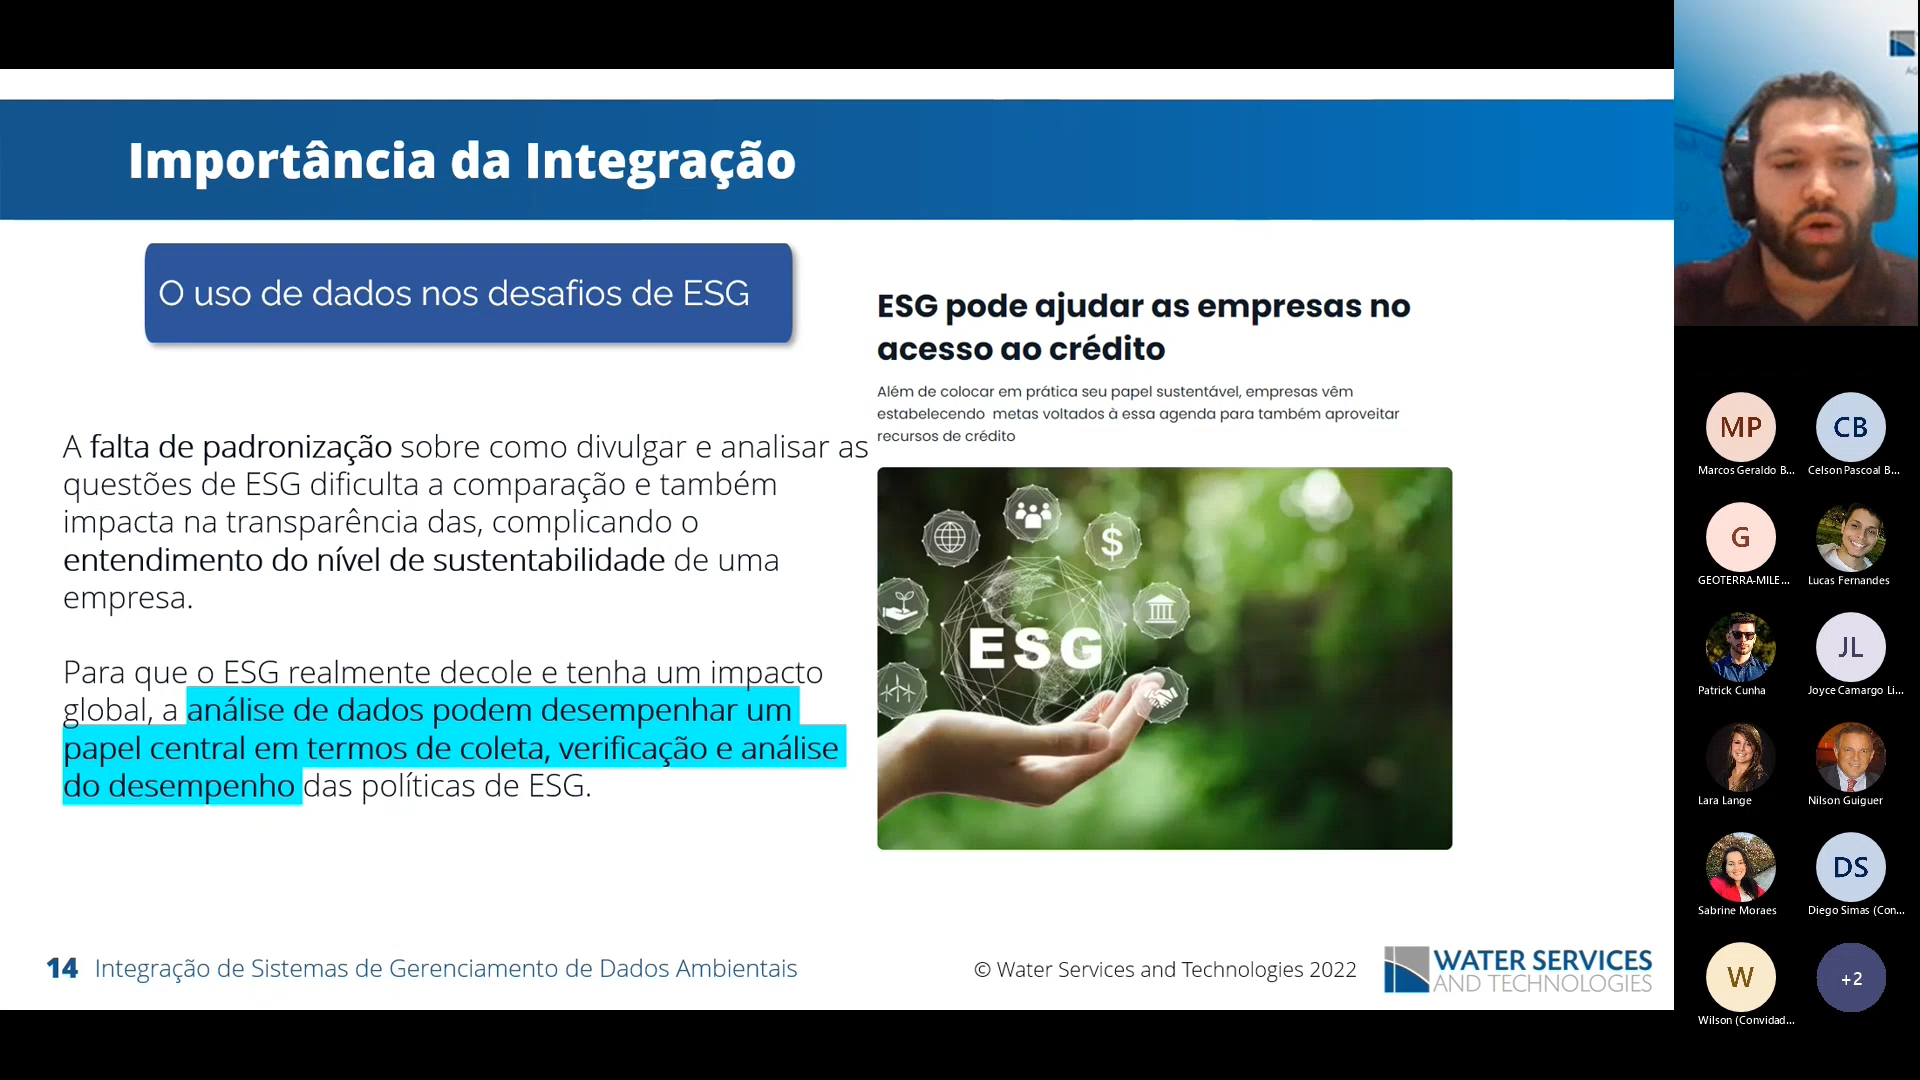 Importância da Integração
O uso de dados nos desafios de ESG
A falta de padronização sobre como divulgar e analisar as
questões de ESG dificulta a comparação e também
impacta na transparência das, complicando o
entendimento do nível de sustentabilidade de uma
empresa.
Para que o ESG realmente decole e tenha um impacto
global, a análise de dados podem desempenhar um
papel central em termos de coleta, verificação e análise
do desempenho das políticas de ESG.
ESG pode ajudar as empresas no
acesso ao crédito
Além de colocar em prática seu papel sustentável, empresas vêm
estabelecendo metas voltados à essa agenda para também aproveitar
recursos de crédito
$
ESG
14 Integração de Sistemas de Gerenciamento de Dados Ambientais
© Water Services and Technologies 2022
WATER SERVICES
AND TECHNOLOGIES
MP
Marcos Geraldo B...
CB
Celson Pascoal B...
G
GEOTERRA-MILE...
Lucas Fernandes
Patrick Cunha
JL
Joyce Camargo Li...
Lara Lange
Nilson Guiguer
Sabrine Moraes
DS
Diego Simas (Con...
W
Wilson (Convidad...
+2